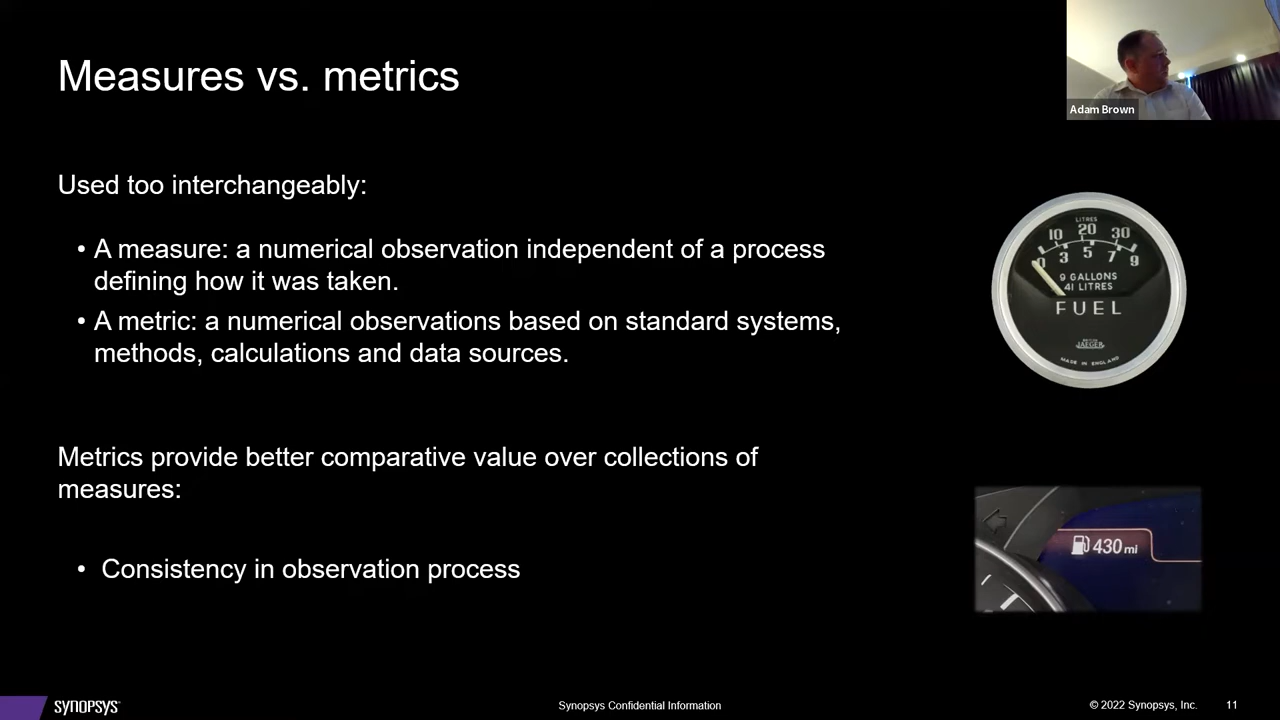 Measures vs. metrics
Adam Brown
Used too interchangeably:
• A measure: a numerical observation independent of a process
defining how it was taken.
• A metric: a numerical observations based on standard systems,
methods, calculations and data sources.
LITRES
10 20 30
0 3 5 7 9
9 GALLONS
41 LITRES
FUEL
JAEGER
MADE IN ENGLAND
Metrics provide better comparative value over collections of
measures:
430 mi
• Consistency in observation process
SYNOPSYS
Synopsys Confidential Information
© 2022 Synopsys, Inc.
11